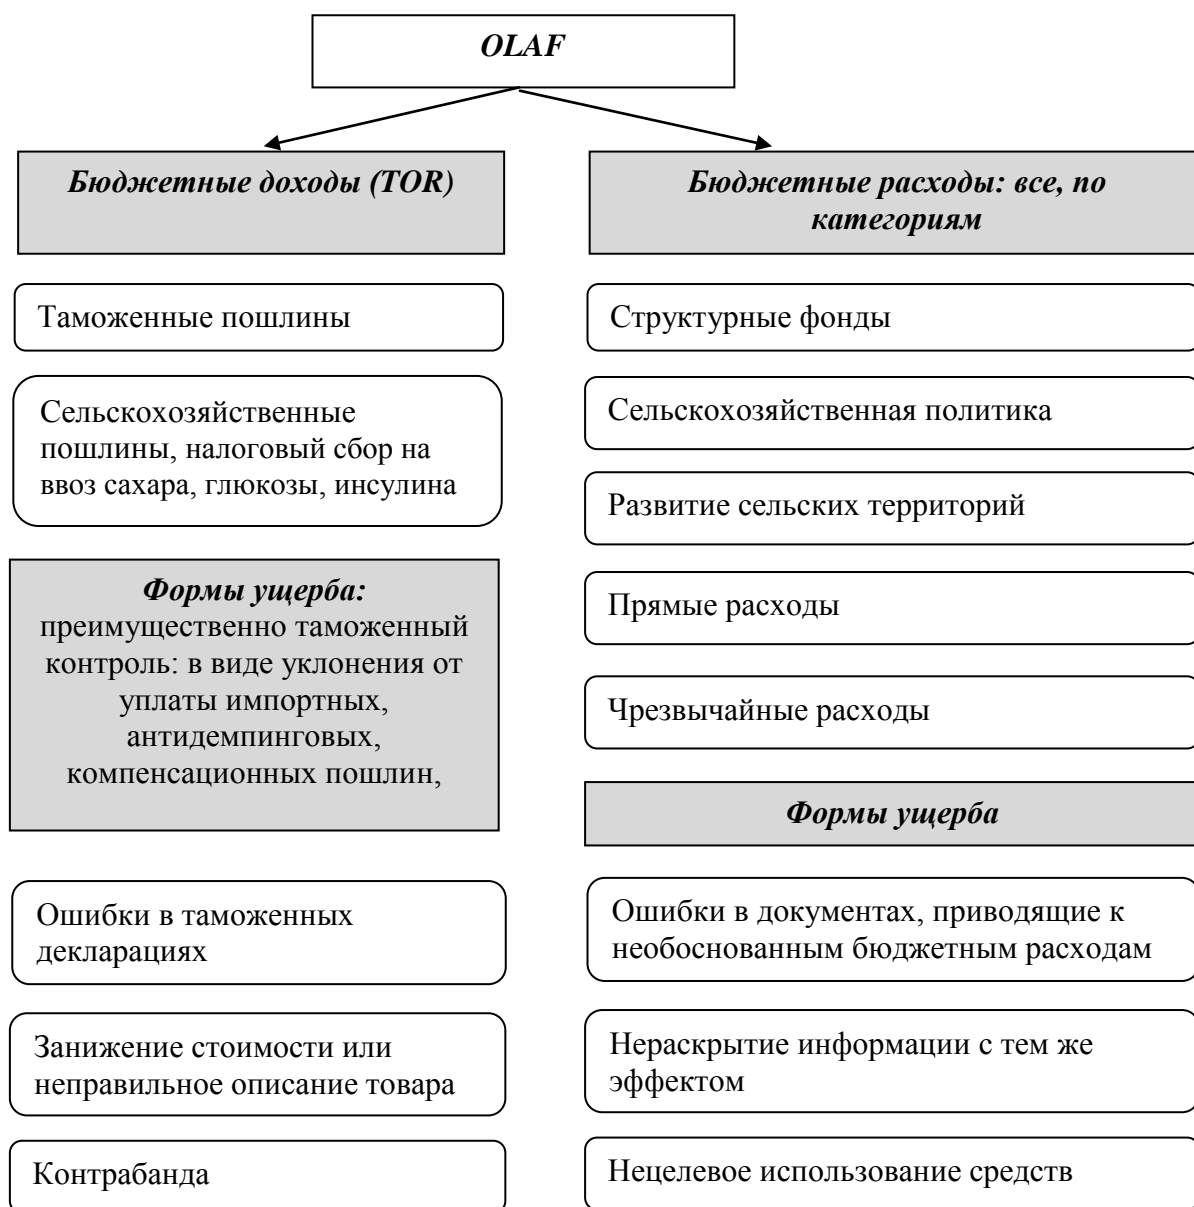 OLAF
Бюджетные доходы (TOR)
Таможенные пошлины
Сельскохозяйственные
пошлины, налоговый сбор на
ввоз сахара, глюкозы, инсулина
Формы ущерба:
преимущественно таможенный
контроль: в виде уклонения от
уплаты импортных,
антидемпинговых,
компенсационных пошлин,
Ошибки в таможенных
декларациях
Занижение стоимости или
неправильное описание товара
Контрабанда
Бюджетные расходы: все, по
категориям
Структурные фонды
Сельскохозяйственная политика
Развитие сельских территорий
Прямые расходы
Чрезвычайные расходы
Формы ущерба
Ошибки в документах, приводящие к
необоснованным бюджетным расходам
Нераскрытие информации с тем же
эффектом
Нецелевое использование средств